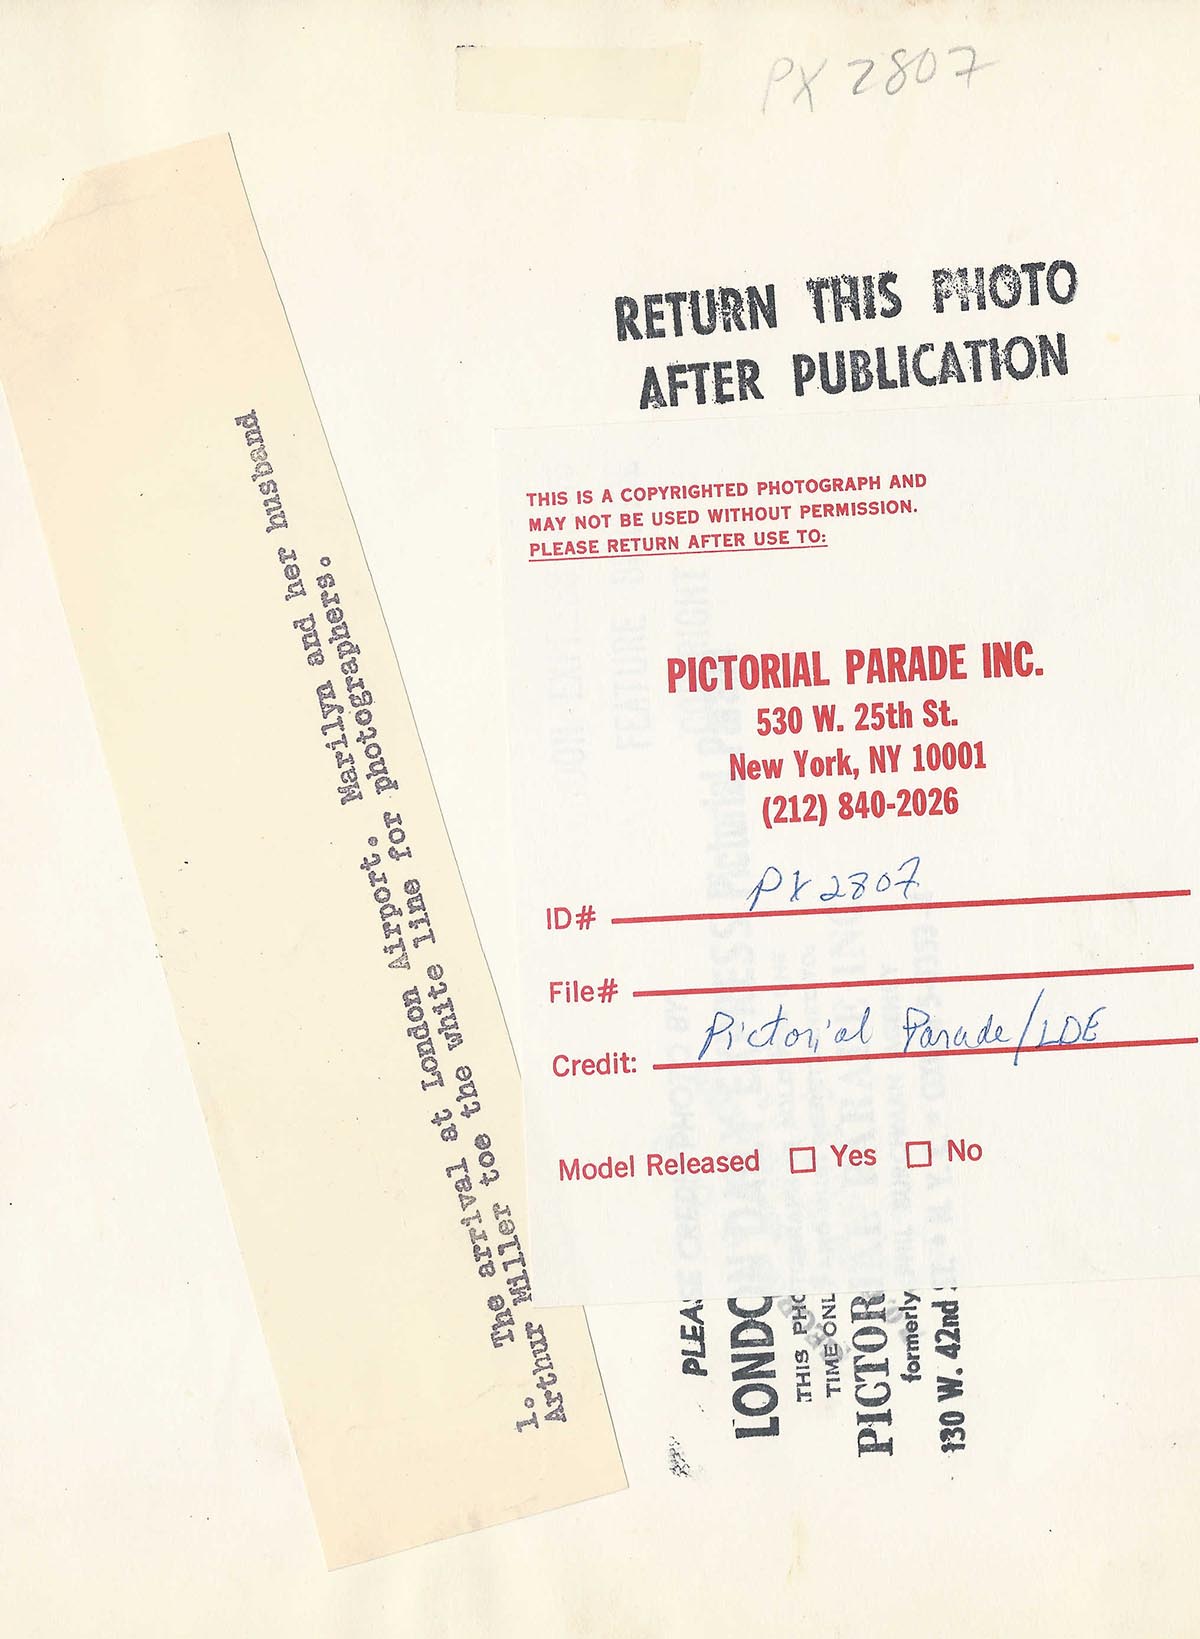 PX 2807
RETURN THIS PHOTO
AFTER PUBLICATION
1. The arrival at London Airport. Marilyn and her husband
Arthur Miller toe the white line for photographers.
THIS IS A COPYRIGHTED PHOTOGRAPH AND
MAY NOT BE USED WITHOUT PERMISSION.
PLEASE RETURN AFTER USE TO:
PICTORIAL PARADE INC.
530 W. 25th St.
New York, NY 10001
(212) 840-2026
ID# PX2807
File#
Credit: Pictorial Parade/LDE
Model Released Yes No
PLEAS
LONDO
THIS PHO
TIME ONL
PICTOR
formerly
130 W. 42nd